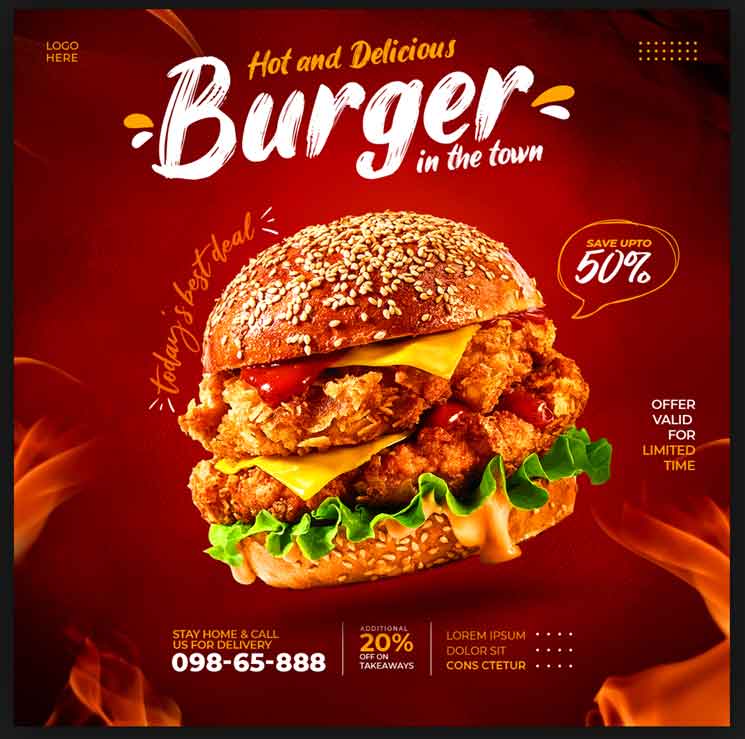 LOGO
HERE
Hot and Delicious
Burger
in the town
today's best deal
SAVE UPTO
50%
OFFER
VALID
FOR
LIMITED
TIME
STAY HOME & CALL
US FOR DELIVERY
098-65-888
ADDITIONAL
20%
OFF ON
TAKEAWAYS
LOREM IPSUM
DOLOR SIT
CONS CTETUR